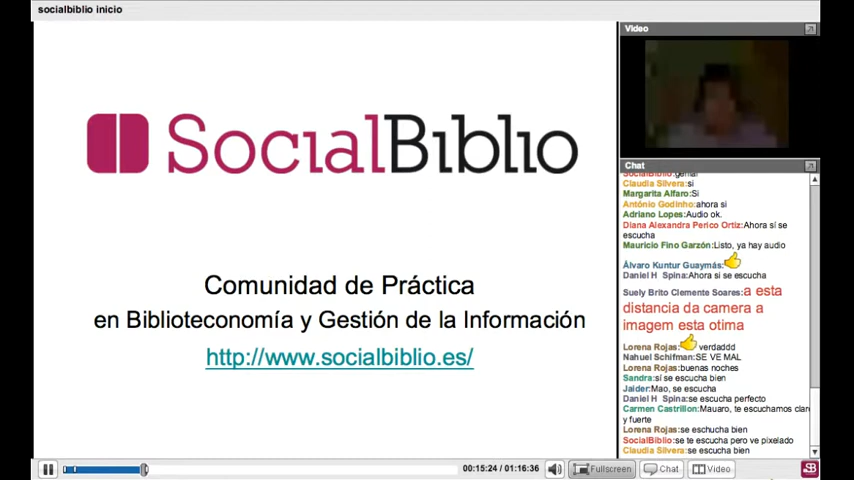 socialbiblio inicio
SocialBiblio
Comunidad de Práctica
en Biblioteconomía y Gestión de la Información
http://www.socialbiblio.es/
Video
Chat
SocialBiblio:genial
Claudia Silvera:si
Margarita Alfaro:Si
António Godinho:ahora si
Adriano Lopes:Audio ok.
Diana Alexandra Perico Ortiz:Ahora sí se
escucha
Mauricio Fino Garzón:Listo, ya hay audio
Álvaro Kuntur Guaymás:
Daniel H Spina:Ahora si se escucha
Suely Brito Clemente Soares:a esta
distancia da camera a
imagem esta otima
Lorena Rojas: verdaddd
Nahuel Schifman:SE VE MAL
Lorena Rojas:buenas noches
Sandra:sí se escucha bien
Jaider:Mao, se escucha
Daniel H Spina:se escucha perfecto
Carmen Castrillon:Mauaro, te escuchamos claro
y fuerte
Lorena Rojas:se eschucha bien
SocialBiblio:se te escucha pero ve pixelado
Claudia Silvera:se escucha bien
00:15:24 / 01:16:36
Fullscreen
Chat
Video
SB